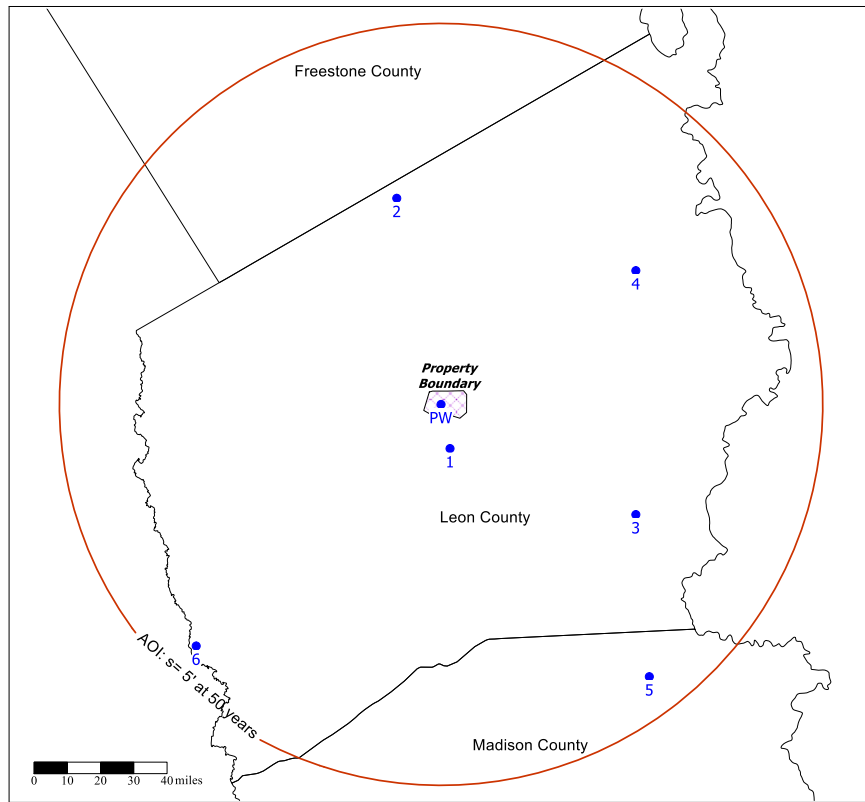 Freestone County
2
4
Property
Boundary
PW
1
Leon County
3
6
AOI: s= 5' at 50 years
5
Madison County
0 10 20 30 40 miles